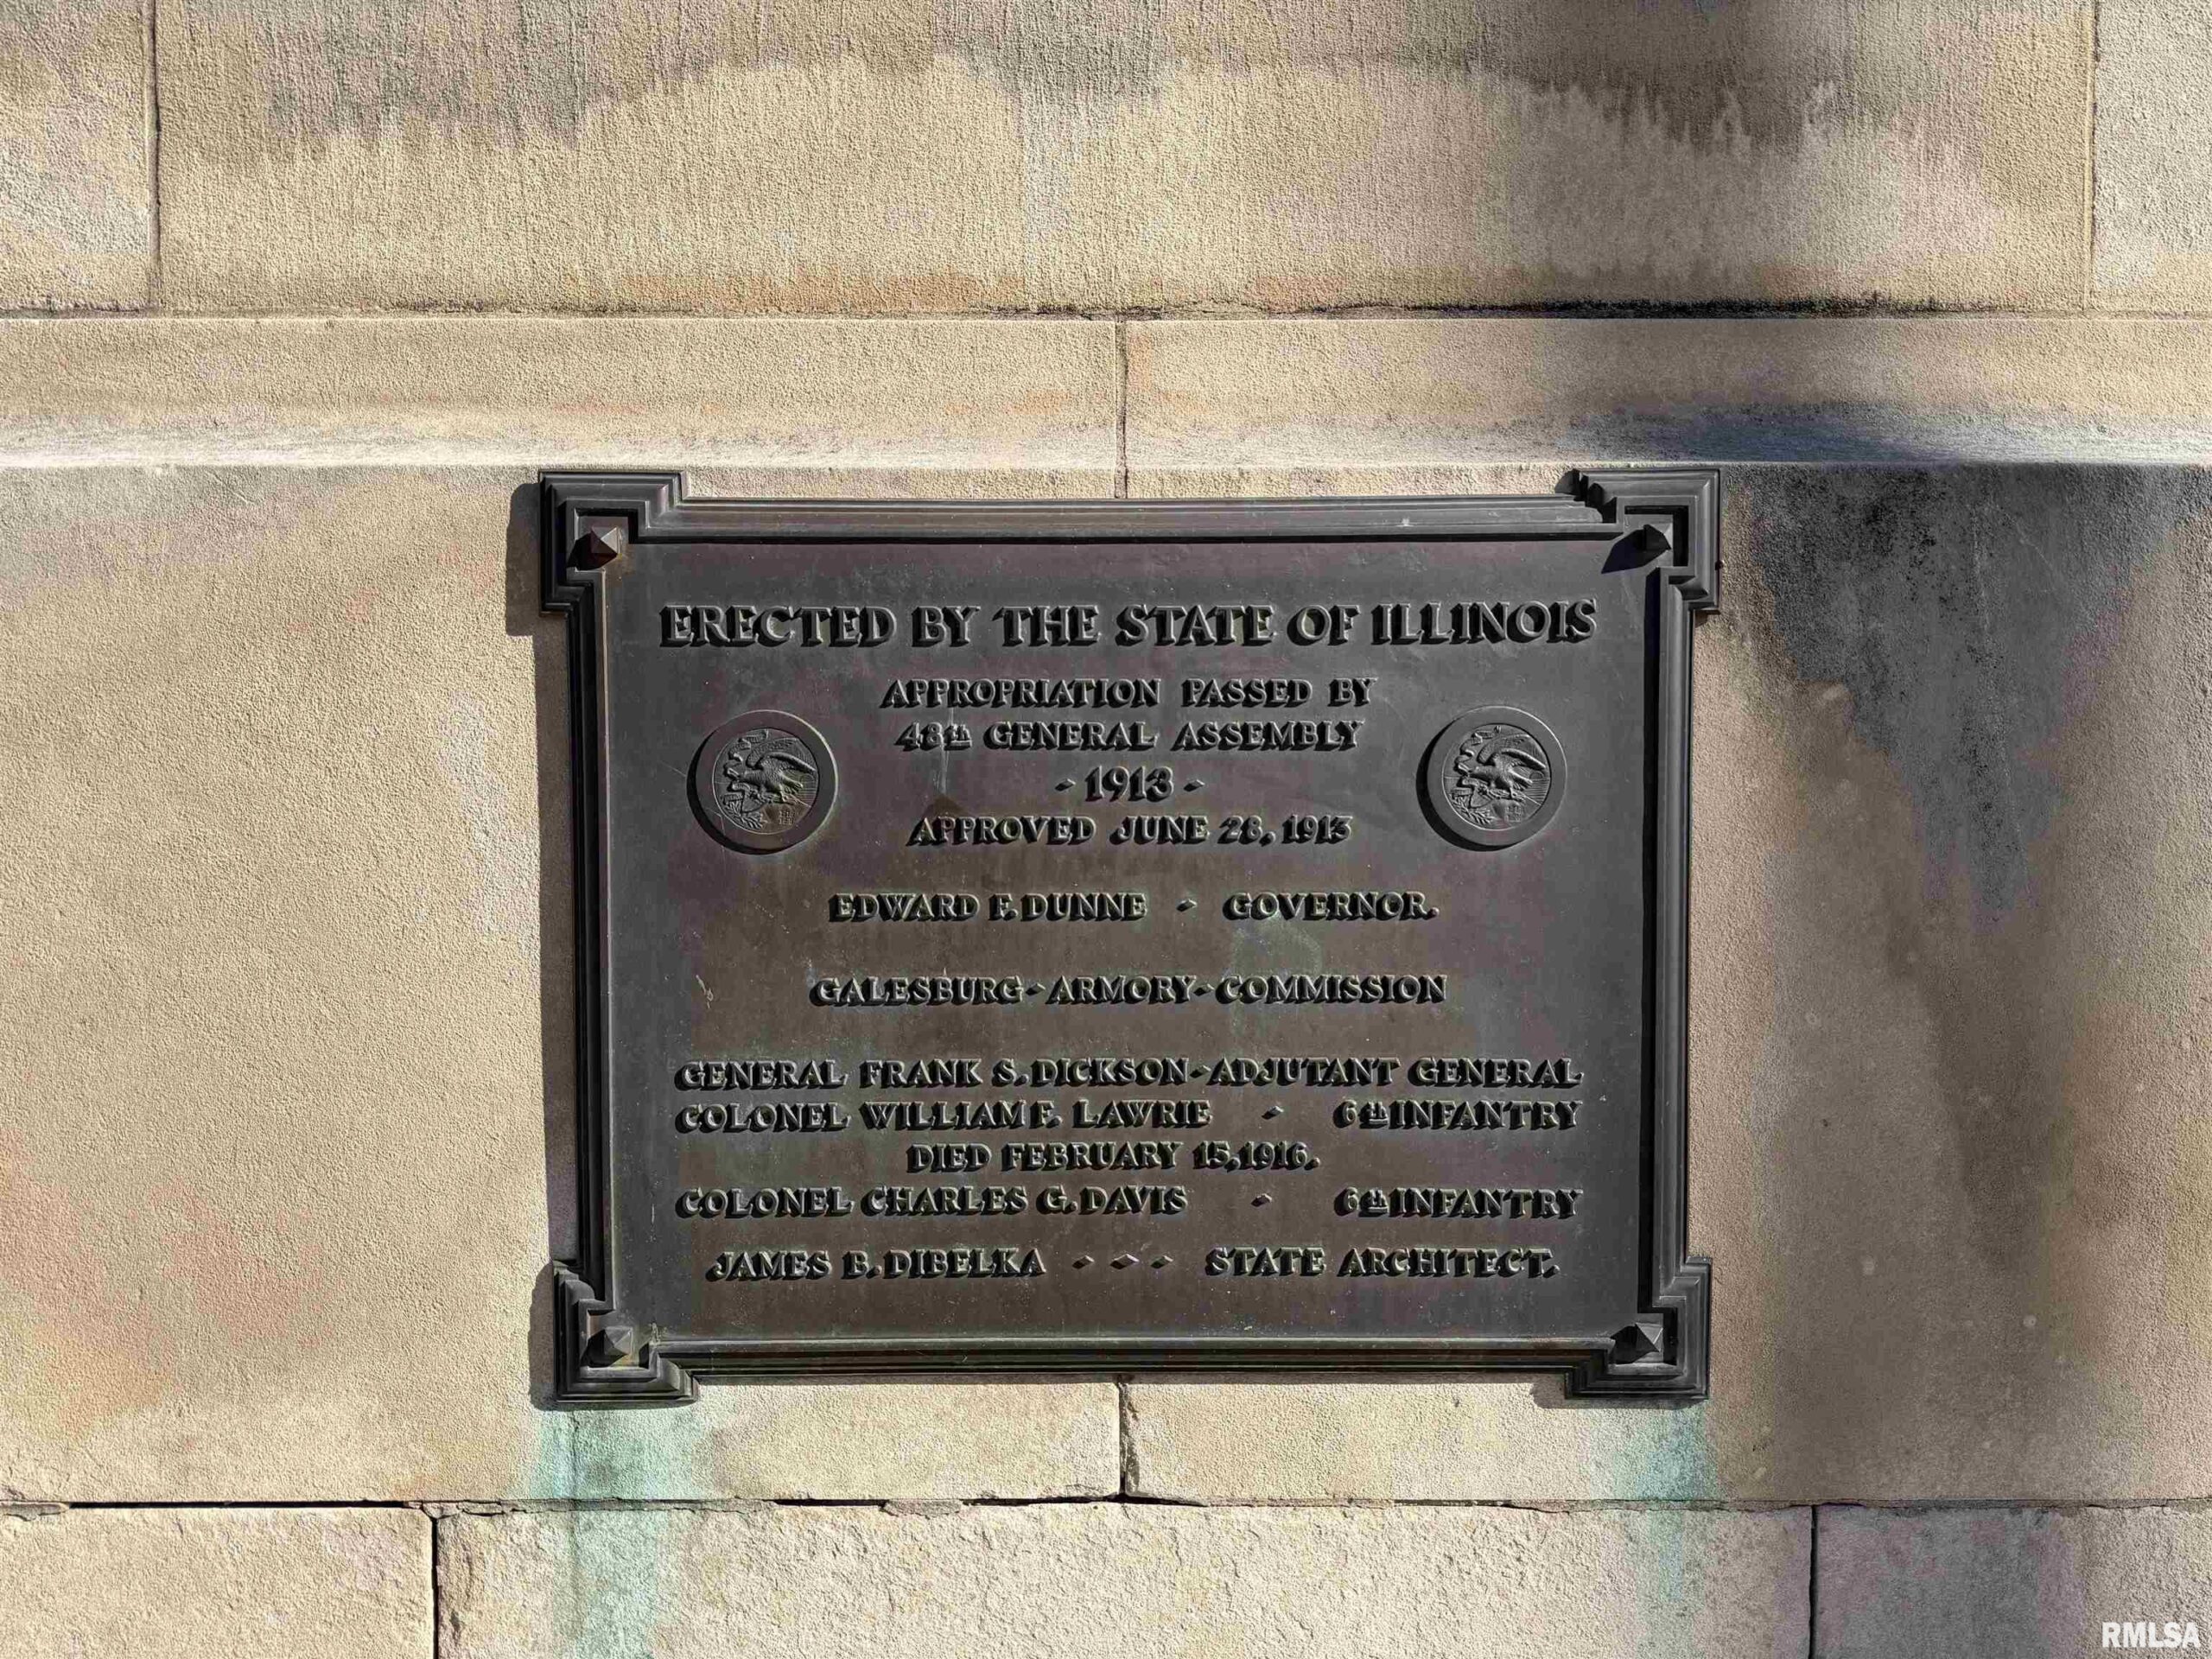 ERECTED BY THE STATE OF ILLINOIS
APPROPRIATION PASSED BY
48th GENERAL ASSEMBLY
- 1913 -
APPROVED JUNE 28, 1913
EDWARD F. DUNNE - GOVERNOR.
GALESBURG - ARMORY - COMMISSION
GENERAL FRANK S. DICKSON - ADJUTANT GENERAL
COLONEL WILLIAM F. LAWRIE - 6th INFANTRY
DIED FEBRUARY 15, 1916.
COLONEL CHARLES G. DAVIS - 6th INFANTRY
JAMES B. DIBELKA - - - STATE ARCHITECT.
RMLSA